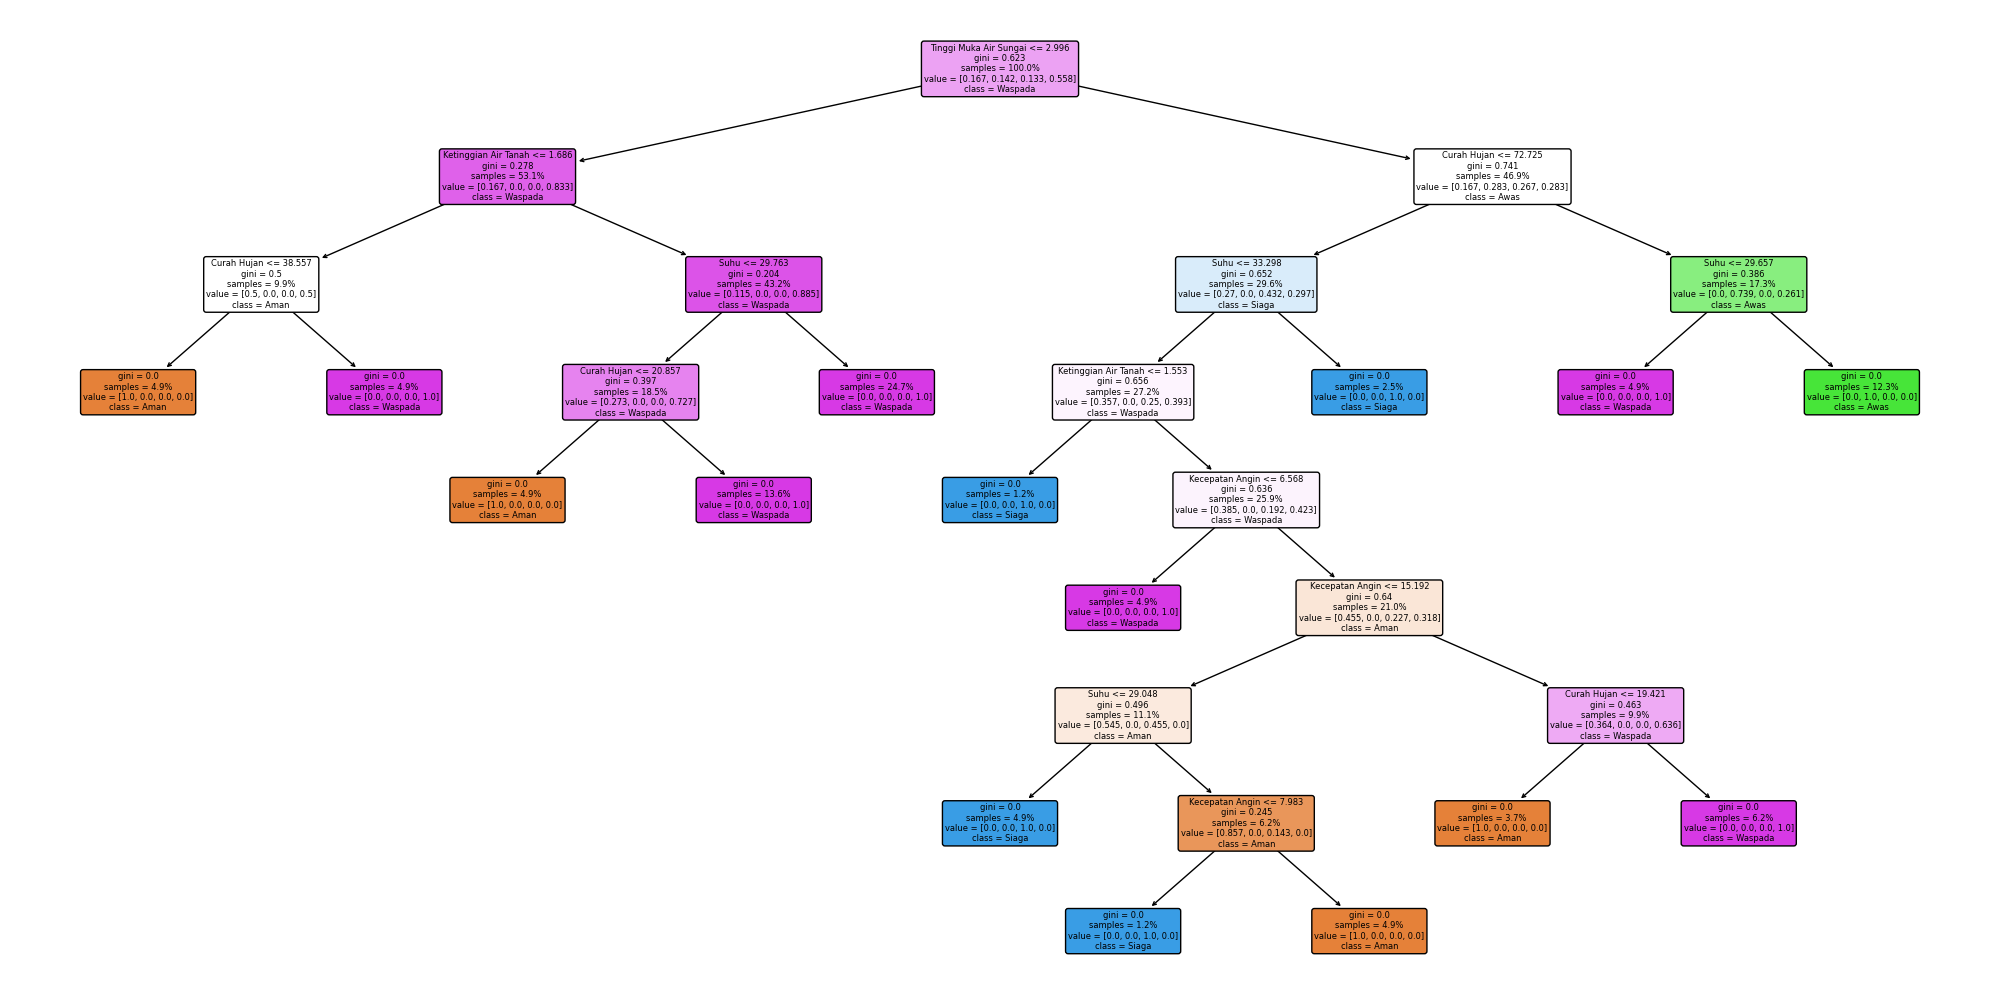 Tinggi Muka Air Sungai <= 2.996
gini = 0.623
samples = 100.0%
value = [0.167, 0.142, 0.133, 0.558]
class = Waspada
Ketinggian Air Tanah <= 1.686
gini = 0.278
samples = 53.1%
value = [0.167, 0.0, 0.0, 0.833]
class = Waspada
Curah Hujan <= 72.725
gini = 0.741
samples = 46.9%
value = [0.167, 0.283, 0.267, 0.283]
class = Awas
Curah Hujan <= 38.557
gini = 0.5
samples = 9.9%
value = [0.5, 0.0, 0.0, 0.5]
class = Aman
Suhu <= 29.763
gini = 0.204
samples = 43.2%
value = [0.115, 0.0, 0.0, 0.885]
class = Waspada
Suhu <= 33.298
gini = 0.652
samples = 29.6%
value = [0.27, 0.0, 0.432, 0.297]
class = Siaga
Suhu <= 29.657
gini = 0.386
samples = 17.3%
value = [0.0, 0.739, 0.0, 0.261]
class = Awas
gini = 0.0
samples = 4.9%
value = [1.0, 0.0, 0.0, 0.0]
class = Aman
gini = 0.0
samples = 4.9%
value = [0.0, 0.0, 0.0, 1.0]
class = Waspada
Curah Hujan <= 20.857
gini = 0.397
samples = 18.5%
value = [0.273, 0.0, 0.0, 0.727]
class = Waspada
gini = 0.0
samples = 24.7%
value = [0.0, 0.0, 0.0, 1.0]
class = Waspada
Ketinggian Air Tanah <= 1.553
gini = 0.656
samples = 27.2%
value = [0.357, 0.0, 0.25, 0.393]
class = Waspada
gini = 0.0
samples = 2.5%
value = [0.0, 0.0, 1.0, 0.0]
class = Siaga
gini = 0.0
samples = 4.9%
value = [0.0, 0.0, 0.0, 1.0]
class = Waspada
gini = 0.0
samples = 12.3%
value = [0.0, 1.0, 0.0, 0.0]
class = Awas
gini = 0.0
samples = 4.9%
value = [1.0, 0.0, 0.0, 0.0]
class = Aman
gini = 0.0
samples = 13.6%
value = [0.0, 0.0, 0.0, 1.0]
class = Waspada
gini = 0.0
samples = 1.2%
value = [0.0, 0.0, 1.0, 0.0]
class = Siaga
Kecepatan Angin <= 6.568
gini = 0.636
samples = 25.9%
value = [0.385, 0.0, 0.192, 0.423]
class = Waspada
gini = 0.0
samples = 4.9%
value = [0.0, 0.0, 0.0, 1.0]
class = Waspada
Kecepatan Angin <= 15.192
gini = 0.64
samples = 21.0%
value = [0.455, 0.0, 0.227, 0.318]
class = Aman
Suhu <= 29.048
gini = 0.496
samples = 11.1%
value = [0.545, 0.0, 0.455, 0.0]
class = Aman
Curah Hujan <= 19.421
gini = 0.463
samples = 9.9%
value = [0.364, 0.0, 0.0, 0.636]
class = Waspada
gini = 0.0
samples = 4.9%
value = [0.0, 0.0, 1.0, 0.0]
class = Siaga
Kecepatan Angin <= 7.983
gini = 0.245
samples = 6.2%
value = [0.857, 0.0, 0.143, 0.0]
class = Aman
gini = 0.0
samples = 3.7%
value = [1.0, 0.0, 0.0, 0.0]
class = Aman
gini = 0.0
samples = 6.2%
value = [0.0, 0.0, 0.0, 1.0]
class = Waspada
gini = 0.0
samples = 1.2%
value = [0.0, 0.0, 1.0, 0.0]
class = Siaga
gini = 0.0
samples = 4.9%
value = [1.0, 0.0, 0.0, 0.0]
class = Aman